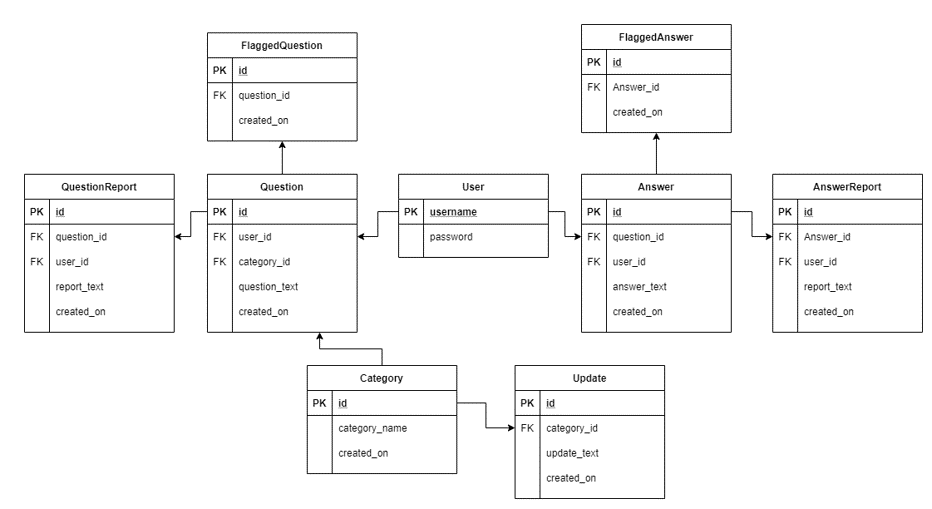 FlaggedQuestion
PK id
FK question_id
created_on
FlaggedAnswer
PK id
FK Answer_id
created_on
QuestionReport
PK id
FK question_id
FK user_id
report_text
created_on
Question
PK id
FK user_id
FK category_id
question_text
created_on
User
PK username
password
Answer
PK id
FK question_id
FK user_id
answer_text
created_on
AnswerReport
PK id
FK Answer_id
FK user_id
report_text
created_on
Category
PK id
category_name
created_on
Update
PK id
FK category_id
update_text
created_on